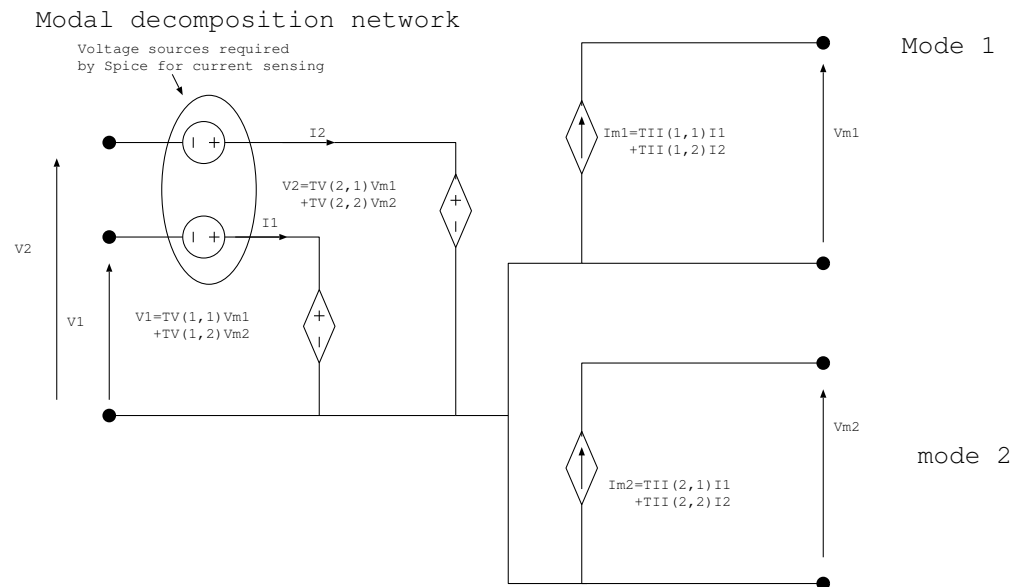 Modal decomposition network
Voltage sources required
by Spice for current sensing
Mode 1
I2
Im1=TII(1,1)I1
+TII(1,2)I2
Vm1
V2=TV(2,1)Vm1
+TV(2,2)Vm2
+
−
− +
− +
I1
V2
V1
V1=TV(1,1)Vm1
+TV(1,2)Vm2
+
−
Vm2
mode 2
Im2=TII(2,1)I1
+TII(2,2)I2